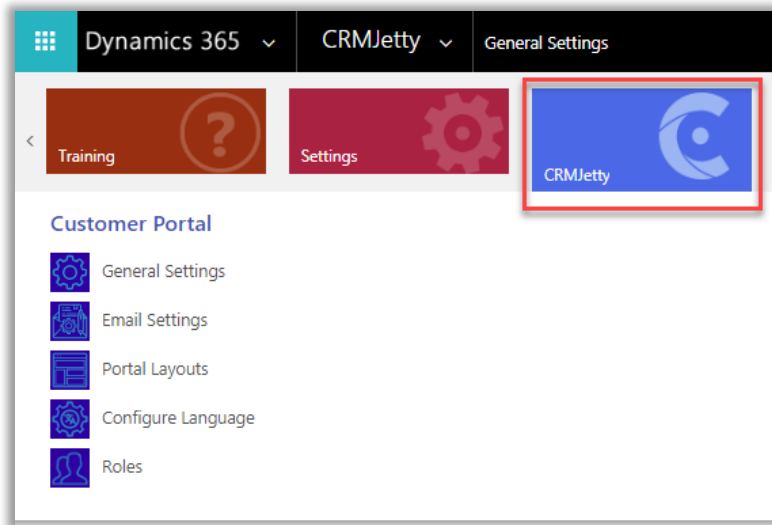 Dynamics 365 CRMJetty General Settings
Training Settings CRMJetty
Customer Portal
General Settings
Email Settings
Portal Layouts
Configure Language
Roles